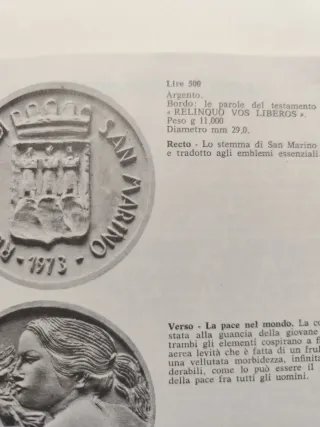 Lire 500
Argento.
Bordo: le parole del testamento
« RELINQUO VOS LIBEROS ».
Peso g 11,000
Diametro mm 29,0.
Recto - Lo stemma di San Marino
e tradotto agli emblemi essenziali
SAN MARINO
1973
Verso - La pace nel mondo. La co
stata alla guancia della giovane
trambi gli elementi cospirano a f
aerea levità che è fatta di un frul
una vellutata morbidezza, infinit
derabili, come lo può essere il
della pace fra tutti gli uomini.